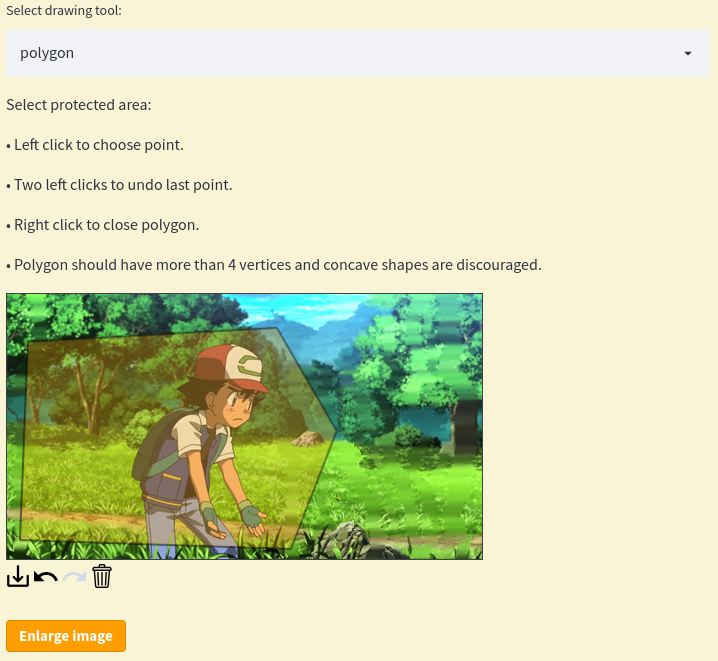 Select drawing tool:
polygon
Select protected area:
• Left click to choose point.
• Two left clicks to undo last point.
• Right click to close polygon.
• Polygon should have more than 4 vertices and concave shapes are discouraged.
Enlarge image